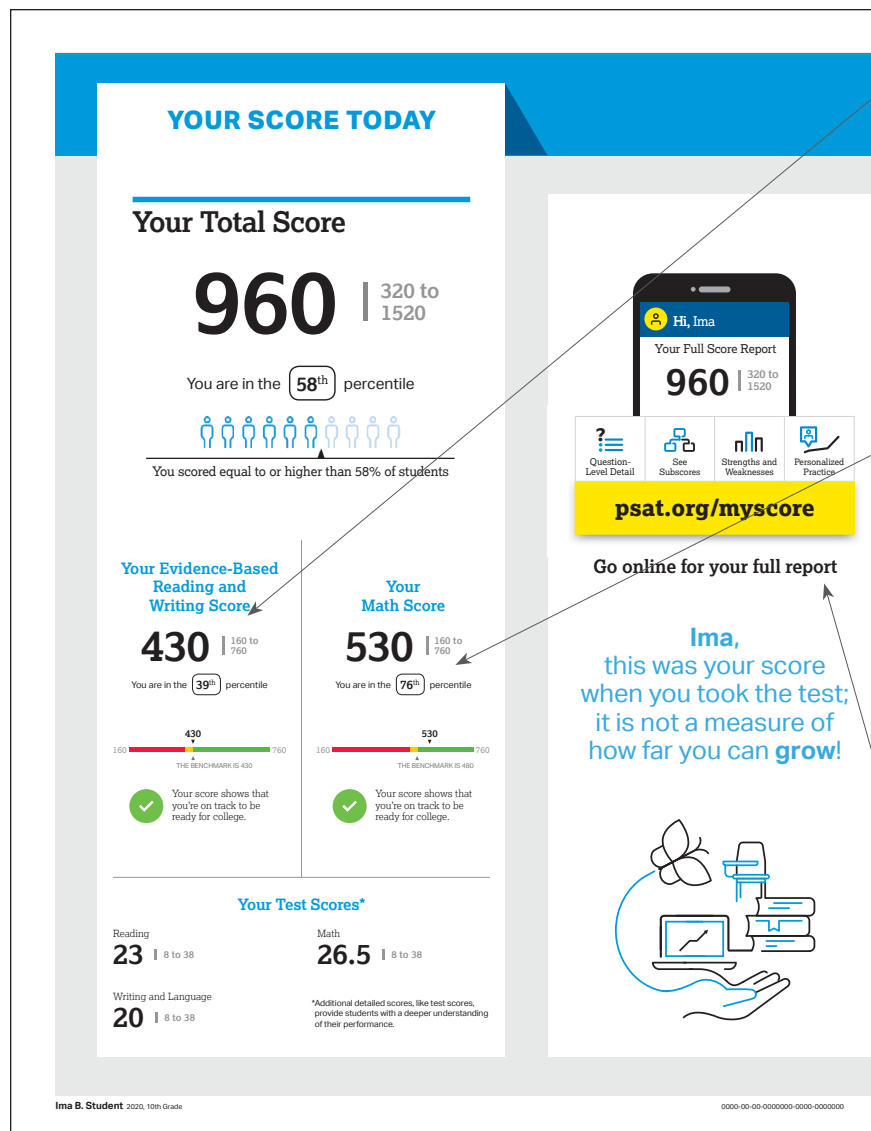 YOUR SCORE TODAY
Your Total Score
960 | 320 to
1520
You are in the 58th percentile
You scored equal to or higher than 58% of students
Your Evidence-Based
Reading and
Writing Score
430 | 160 to
760
You are in the 39th percentile
430
160 760
THE BENCHMARK IS 430
Your score shows that
you're on track to be
ready for college.
Your
Math Score
530 | 160 to
760
You are in the 76th percentile
530
160 760
THE BENCHMARK IS 480
Your score shows that
you're on track to be
ready for college.
Your Test Scores*
Reading
23 | 8 to 38
Math
26.5 | 8 to 38
Writing and Language
20 | 8 to 38
*Additional detailed scores, like test scores,
provide students with a deeper understanding
of their performance.
Hi, Ima
Your Full Score Report
960 | 320 to
1520
?
Question-
Level Detail
See
Subscores
Strengths and
Weaknesses
Personalized
Practice
psat.org/myscore
Go online for your full report
Ima,
this was your score
when you took the test;
it is not a measure of
how far you can grow!
Ima B. Student 2020, 10th Grade
0000-00-00-0000000-0000-0000000